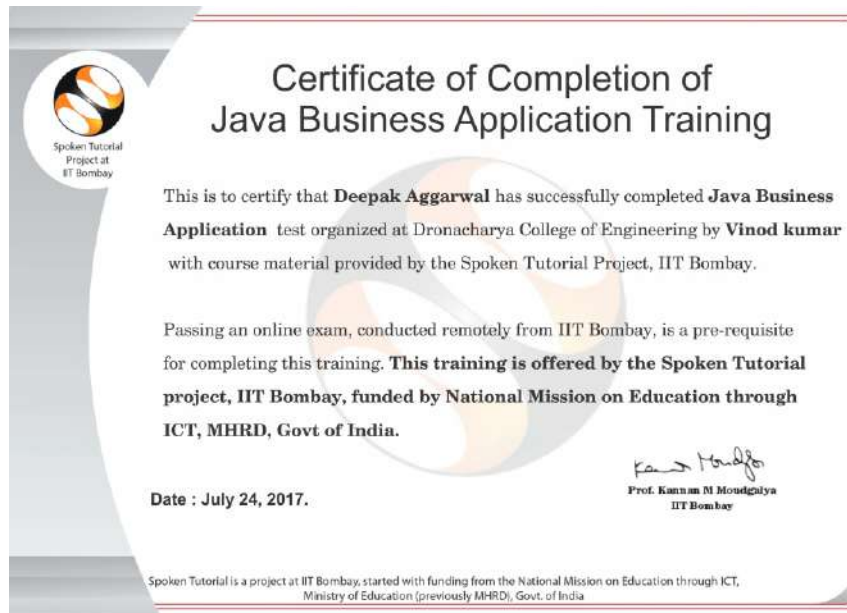 Certificate of Completion of
Java Business Application Training
Spoken Tutorial
Project at
IIT Bombay
This is to certify that Deepak Aggarwal has successfully completed Java Business
Application test organized at Dronacharya College of Engineering by Vinod kumar
with course material provided by the Spoken Tutorial Project, IIT Bombay.
Passing an online exam, conducted remotely from IIT Bombay, is a pre-requisite
for completing this training. This training is offered by the Spoken Tutorial
project, IIT Bombay, funded by National Mission on Education through
ICT, MHRD, Govt of India.
Date : July 24, 2017.
Prof. Kannan M Moudgalya
IIT Bombay
Spoken Tutorial is a project at IIT Bombay, started with funding from the National Mission on Education through ICT,
Ministry of Education (previously MHRD), Govt. of India